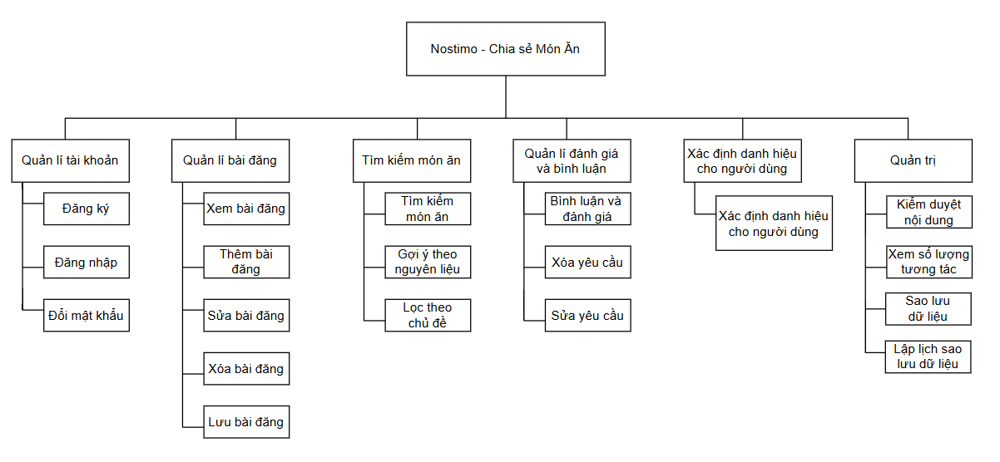 Nostimo - Chia sẻ Món Ăn
Quản lí tài khoản
Đăng ký
Đăng nhập
Đổi mật khẩu
Quản lí bài đăng
Xem bài đăng
Thêm bài
đăng
Sửa bài đăng
Xóa bài đăng
Lưu bài đăng
Tìm kiếm món ăn
Tìm kiếm
món ăn
Gợi ý theo
nguyên liệu
Lọc theo
chủ đề
Quản lí đánh giá
và bình luận
Bình luận và
đánh giá
Xóa yêu cầu
Sửa yêu cầu
Xác định danh hiệu
cho người dùng
Xác định danh hiệu
cho người dùng
Quản trị
Kiểm duyệt
nội dung
Xem số lượng
tương tác
Sao lưu
dữ liệu
Lập lịch sao
lưu dữ liệu